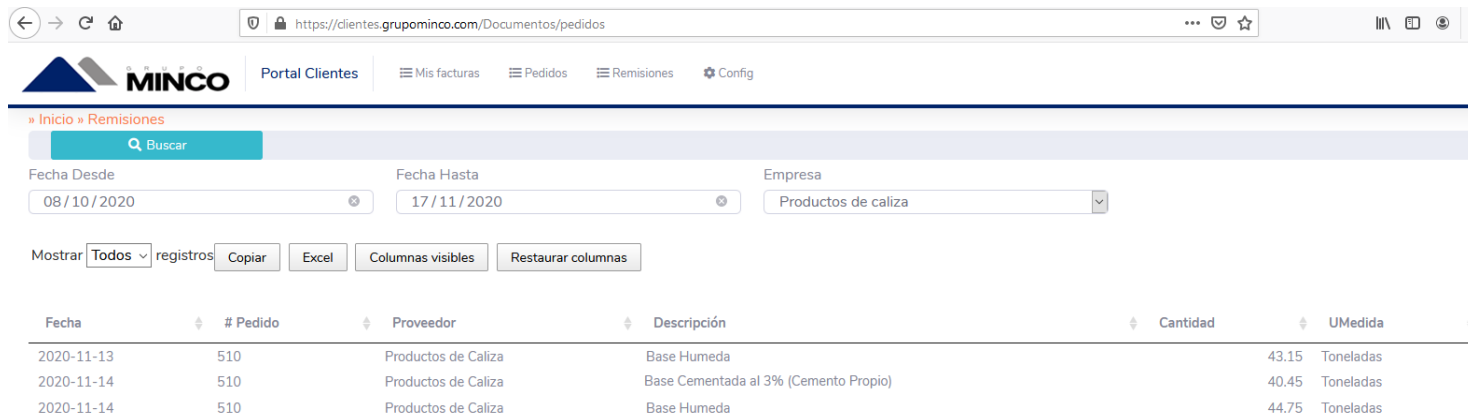 https://clientes.grupominco.com/Documentos/pedidos
GRUPO
MINCO
Portal Clientes
Mis facturas
Pedidos
Remisiones
Config
» Inicio » Remisiones
Buscar
Fecha Desde
Fecha Hasta
Empresa
08/10/2020
17/11/2020
Productos de caliza
Mostrar Todos registros Copiar Excel Columnas visibles Restaurar columnas
Fecha # Pedido Proveedor Descripción Cantidad UMedida
2020-11-13 510 Productos de Caliza Base Humeda 43.15 Toneladas
2020-11-14 510 Productos de Caliza Base Cementada al 3% (Cemento Propio) 40.45 Toneladas
2020-11-14 510 Productos de Caliza Base Humeda 44.75 Toneladas